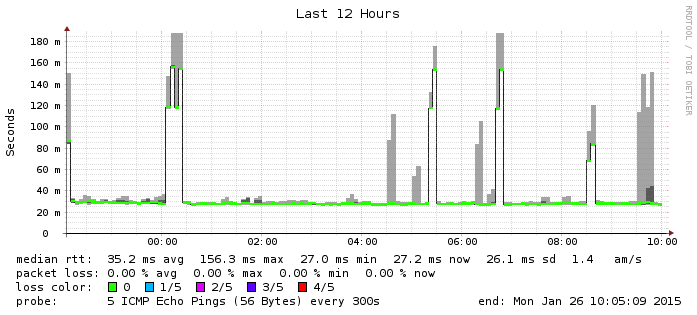 Last 12 Hours
RRDTOOL / TOBI OETIKER
Seconds
180 m
160 m
140 m
120 m
100 m
80 m
60 m
40 m
20 m
0
00:00 02:00 04:00 06:00 08:00 10:00
median rtt: 35.2 ms avg 156.3 ms max 27.0 ms min 27.2 ms now 26.1 ms sd 1.4 am/s
packet loss: 0.00 % avg 0.00 % max 0.00 % min 0.00 % now
loss color: 0 1/5 2/5 3/5 4/5
probe: 5 ICMP Echo Pings (56 Bytes) every 300s end: Mon Jan 26 10:05:09 2015